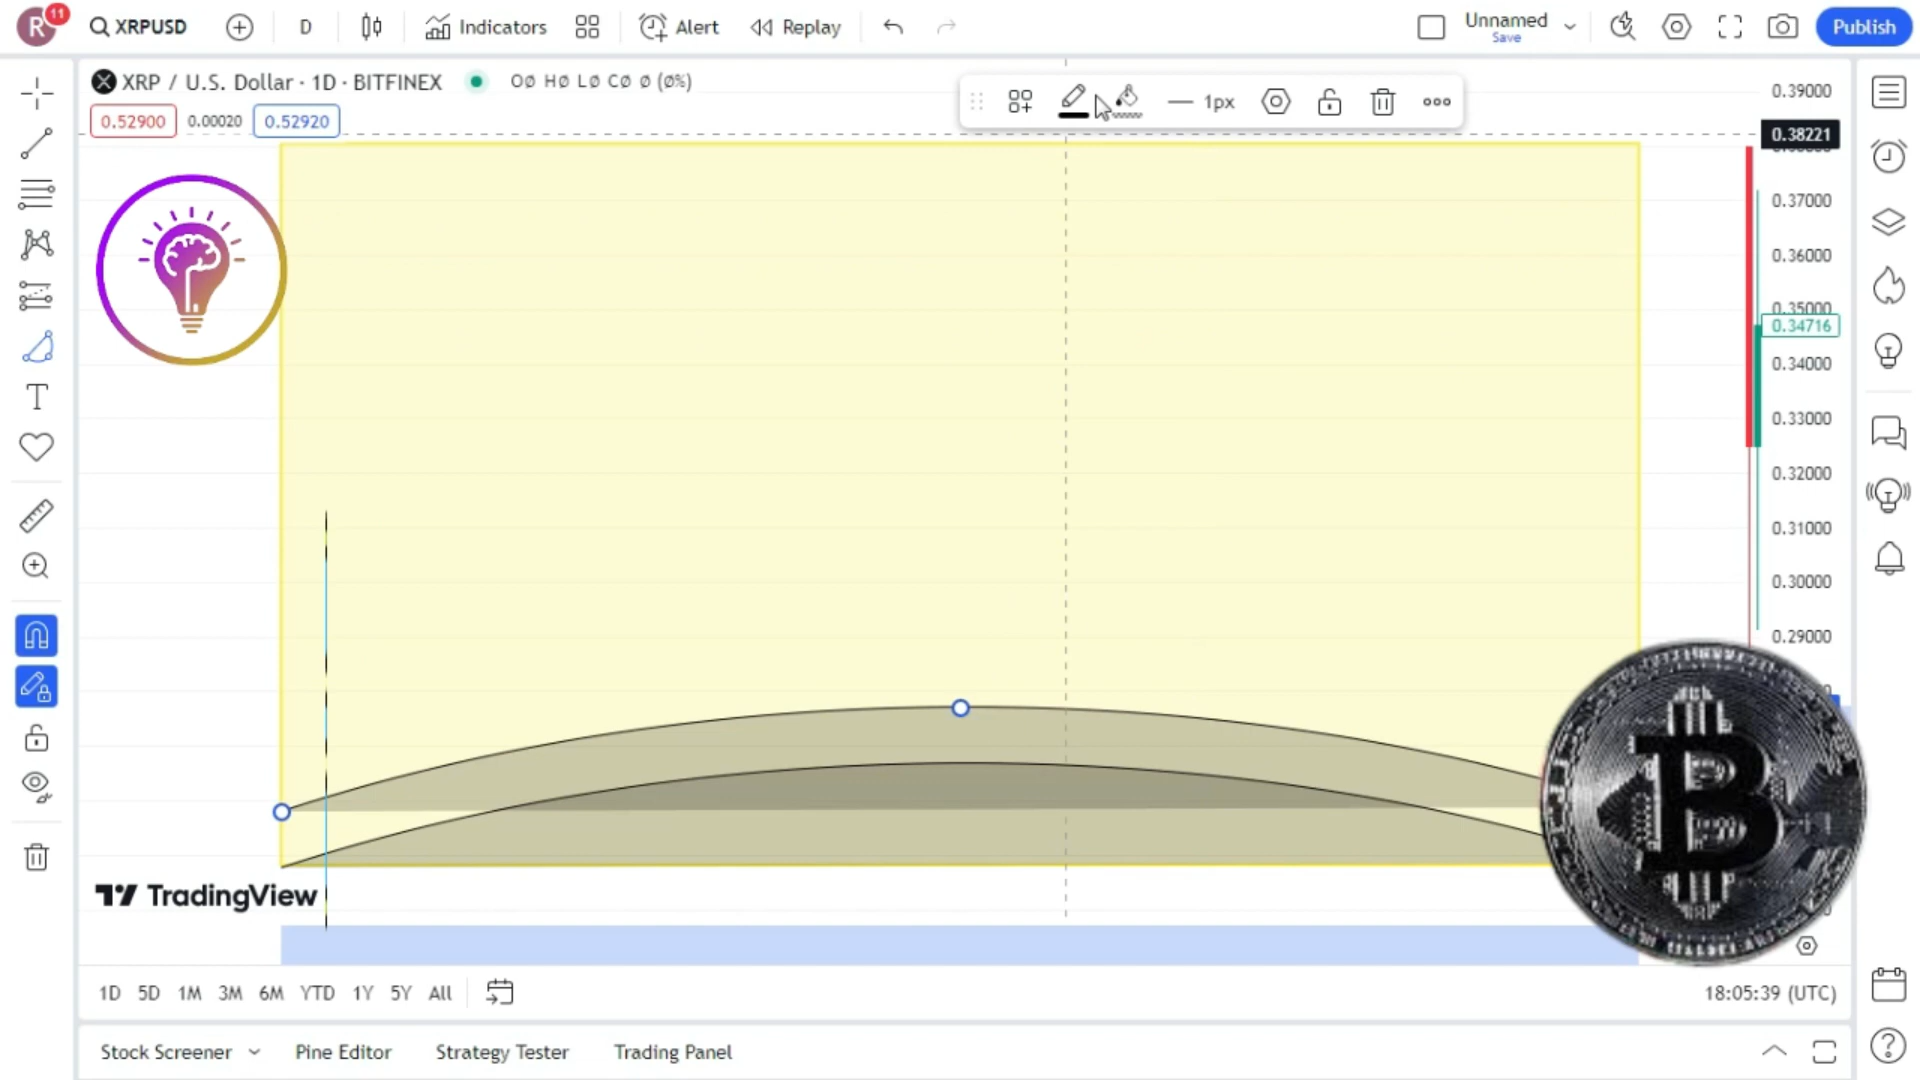 R 11 XRPUSD D Indicators Alert Replay Unnamed Save Publish
XRP / U.S. Dollar · 1D · BITFINEX O∅ H∅ L∅ C∅ ∅ (∅%)
1px
0.52900 0.00020 0.52920
0.39000
0.38221
0.37000
0.36000
0.35000
0.34716
0.34000
0.33000
0.32000
0.31000
0.30000
0.29000
T
B
TradingView
1D 5D 1M 3M 6M YTD 1Y 5Y All 18:05:39 (UTC)
Stock Screener Pine Editor Strategy Tester Trading Panel